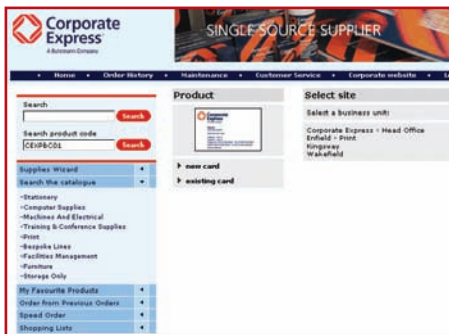 Corporate
Express
A Buhrmann Company
SINGLE SOURCE SUPPLIER
• Home • Order History • Maintenance • Customer Service • Corporate website •
Search
Search
Search product code
CEXPBC01
Search
Supplies Wizard
Search the catalogue
-Stationery
-Computer Supplies
-Machines And Electrical
-Training & Conference Supplies
-Print
-Bespoke Lines
-Facilities Management
-Furniture
-Storage Only
My Favourite Products
Order from Previous Orders
Speed Order
Shopping Lists
Product
Corporate
Express
new card
existing card
Select site
Select a business unit:
Corporate Express - Head Office
Enfield - Print
Kingsway
Wakefield